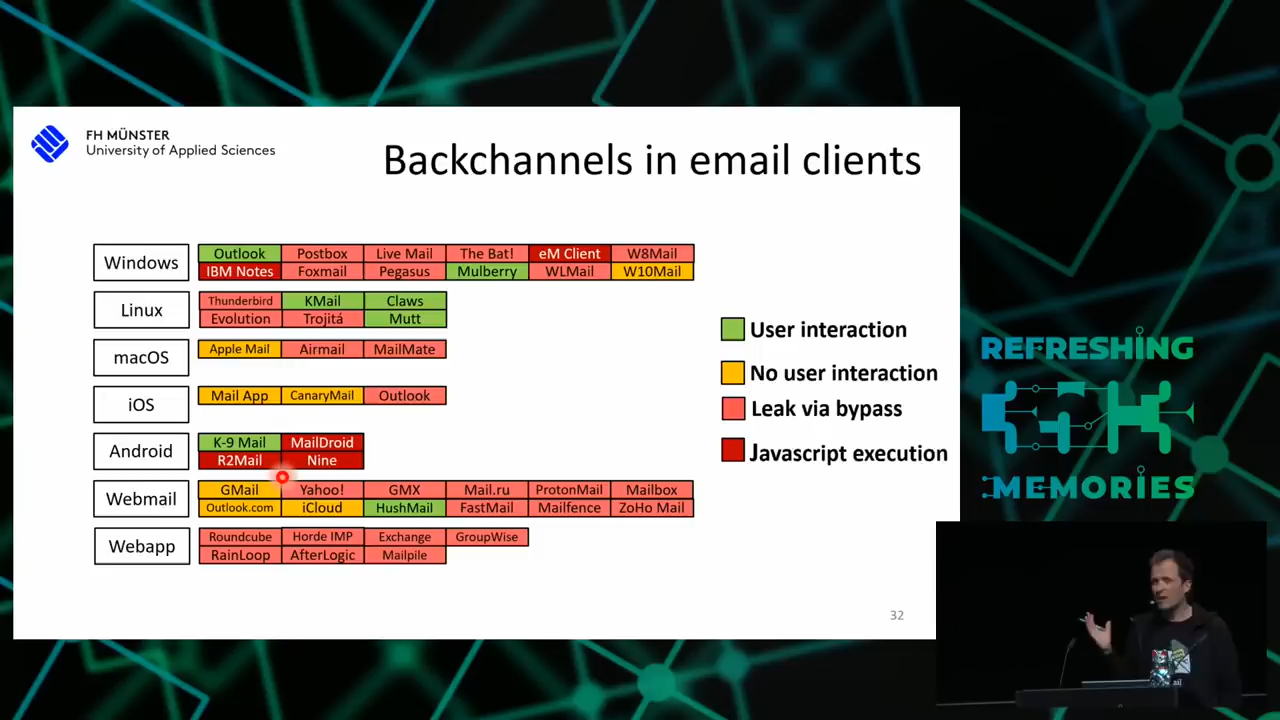 FH MÜNSTER
University of Applied Sciences
Backchannels in email clients
Windows
Outlook Postbox Live Mail The Bat! eM Client W8Mail
IBM Notes Foxmail Pegasus Mulberry WLMail W10Mail
Linux
Thunderbird KMail Claws
Evolution Trojitá Mutt
macOS
Apple Mail Airmail MailMate
iOS
Mail App CanaryMail Outlook
Android
K-9 Mail MailDroid
R2Mail Nine
Webmail
GMail Yahoo! GMX Mail.ru ProtonMail Mailbox
Outlook.com iCloud HushMail FastMail Mailfence ZoHo Mail
Webapp
Roundcube Horde IMP Exchange GroupWise
RainLoop AfterLogic Mailpile
User interaction
No user interaction
Leak via bypass
Javascript execution
32
REFRESHING
MEMORIES